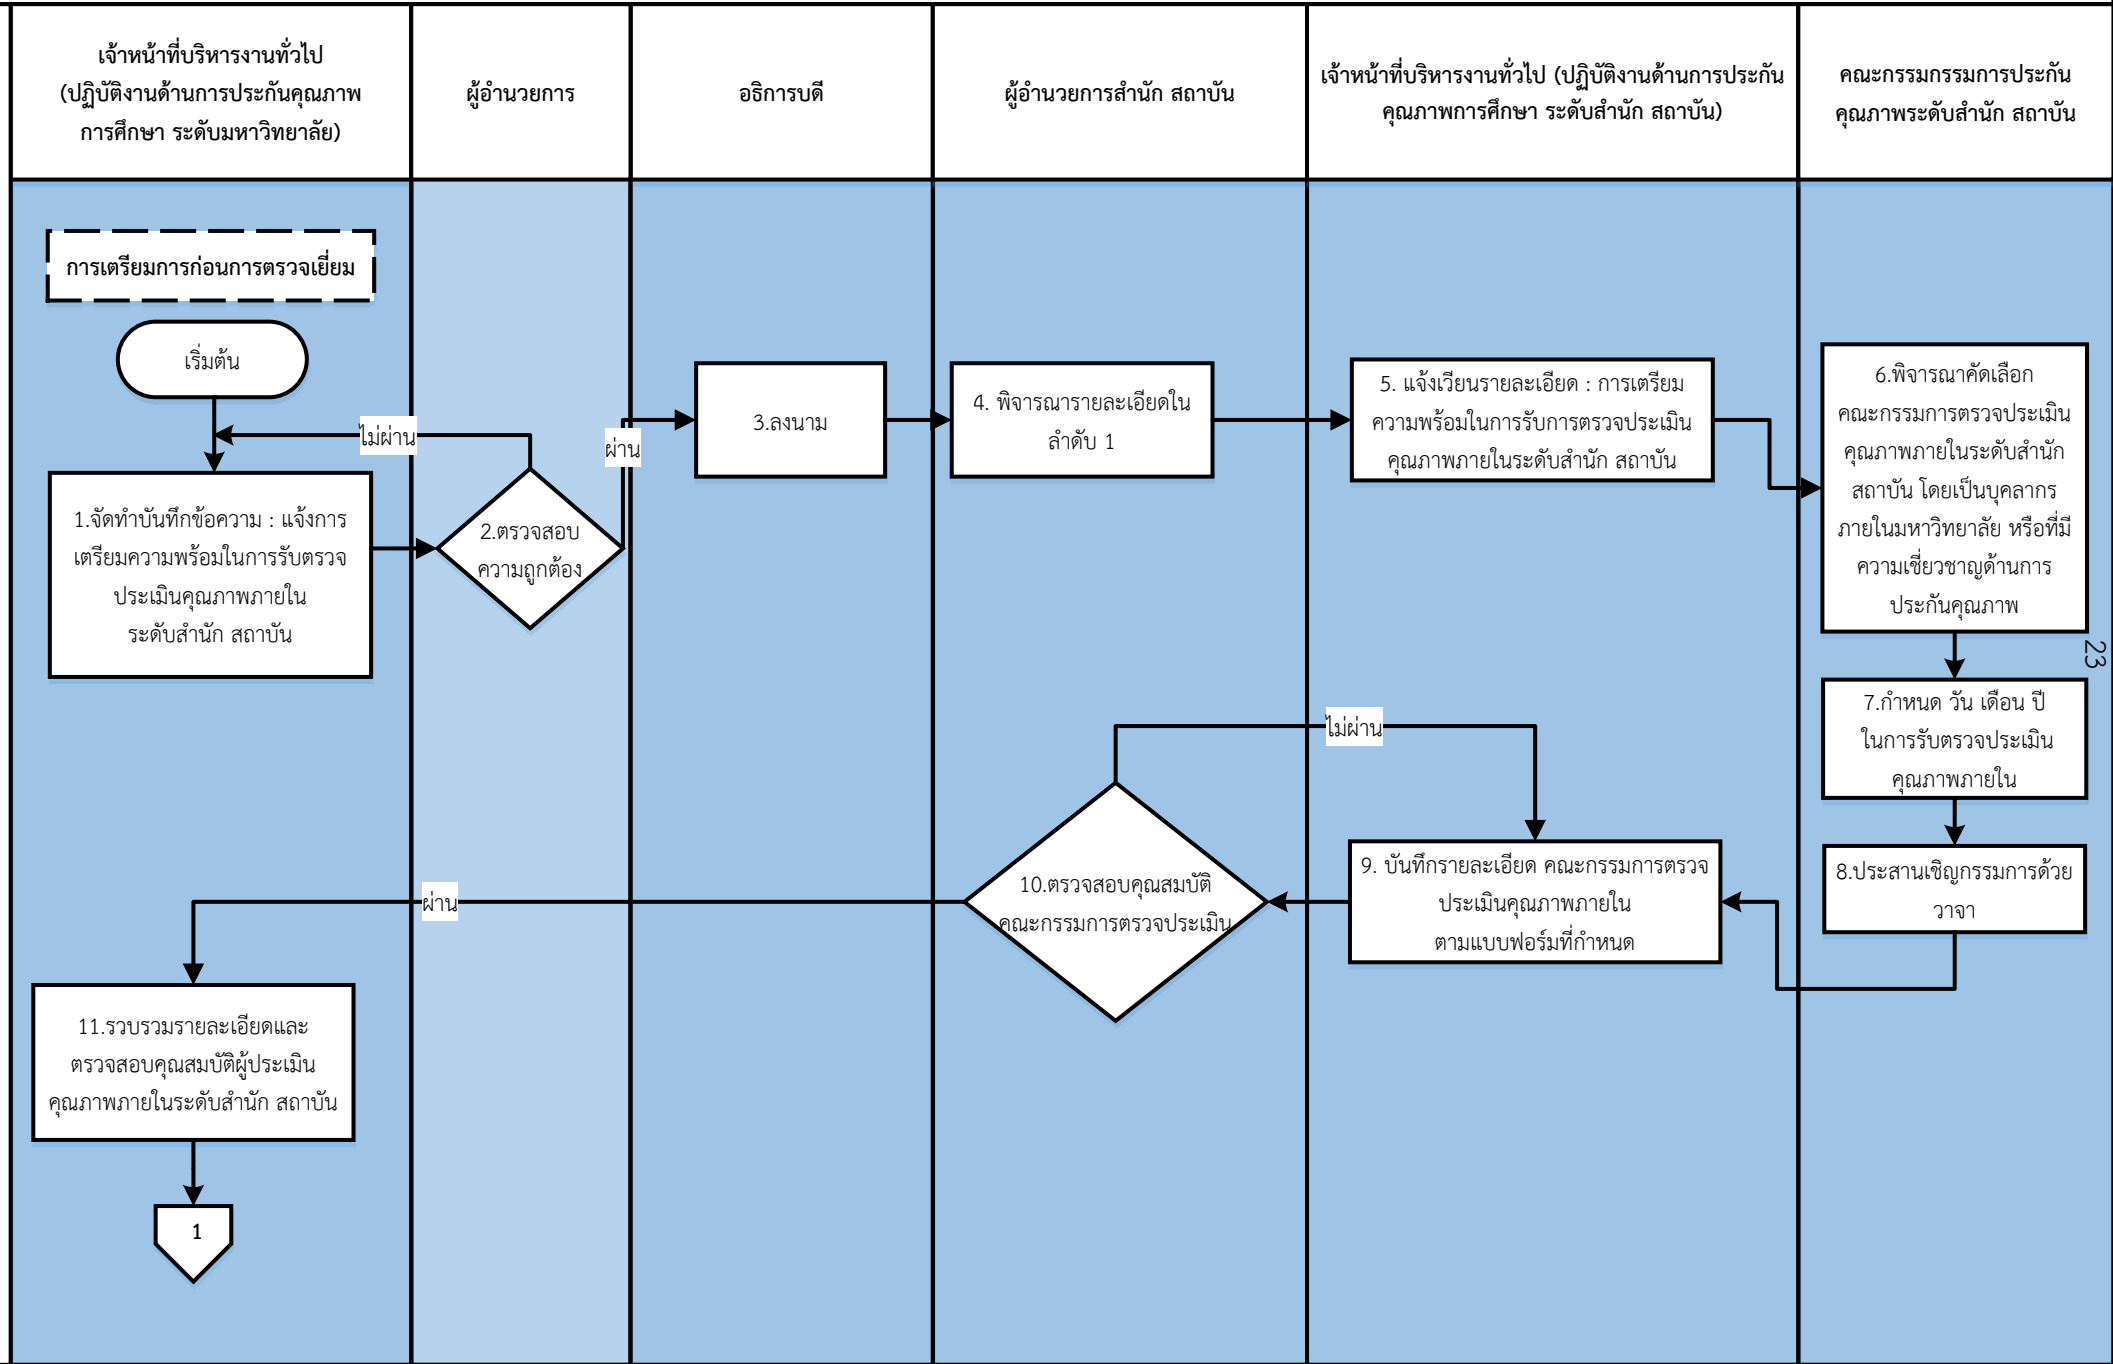 เจ้าหน้าที่บริหารงานทั่วไป
(ปฏิบัติงานด้านการประกันคุณภาพ
การศึกษา ระดับมหาวิทยาลัย)
ผู้อำนวยการ
อธิการบดี
ผู้อำนวยการสำนัก สถาบัน
เจ้าหน้าที่บริหารงานทั่วไป (ปฏิบัติงานด้านการประกัน
คุณภาพการศึกษา ระดับสำนัก สถาบัน)
คณะกรรมกรรมการประกัน
คุณภาพระดับสำนัก สถาบัน
การเตรียมการก่อนการตรวจเยี่ยม
เริ่มต้น
ไม่ผ่าน
1.จัดทำบันทึกข้อความ : แจ้งการ
เตรียมความพร้อมในการรับตรวจ
ประเมินคุณภาพภายใน
ระดับสำนัก สถาบัน
2.ตรวจสอบ
ความถูกต้อง
ผ่าน
3.ลงนาม
4. พิจารณารายละเอียดใน
ลำดับ 1
5. แจ้งเวียนรายละเอียด : การเตรียม
ความพร้อมในการรับการตรวจประเมิน
คุณภาพภายในระดับสำนัก สถาบัน
6.พิจารณาคัดเลือก
คณะกรรมการตรวจประเมิน
คุณภาพภายในระดับสำนัก
สถาบัน โดยเป็นบุคลากร
ภายในมหาวิทยาลัย หรือที่มี
ความเชี่ยวชาญด้านการ
ประกันคุณภาพ
23
7.กำหนด วัน เดือน ปี
ในการรับตรวจประเมิน
คุณภาพภายใน
8.ประสานเชิญกรรมการด้วย
วาจา
ไม่ผ่าน
9. บันทึกรายละเอียด คณะกรรมการตรวจ
ประเมินคุณภาพภายใน
ตามแบบฟอร์มที่กำหนด
10.ตรวจสอบคุณสมบัติ
คณะกรรมการตรวจประเมิน
ผ่าน
11.รวบรวมรายละเอียดและ
ตรวจสอบคุณสมบัติผู้ประเมิน
คุณภาพภายในระดับสำนัก สถาบัน
1